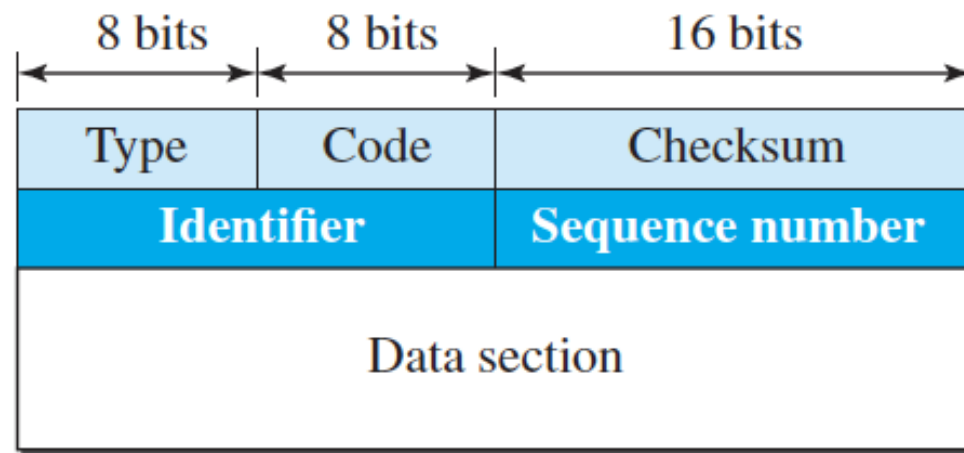 8 bits 8 bits 16 bits
Type Code Checksum
Identifier Sequence number
Data section